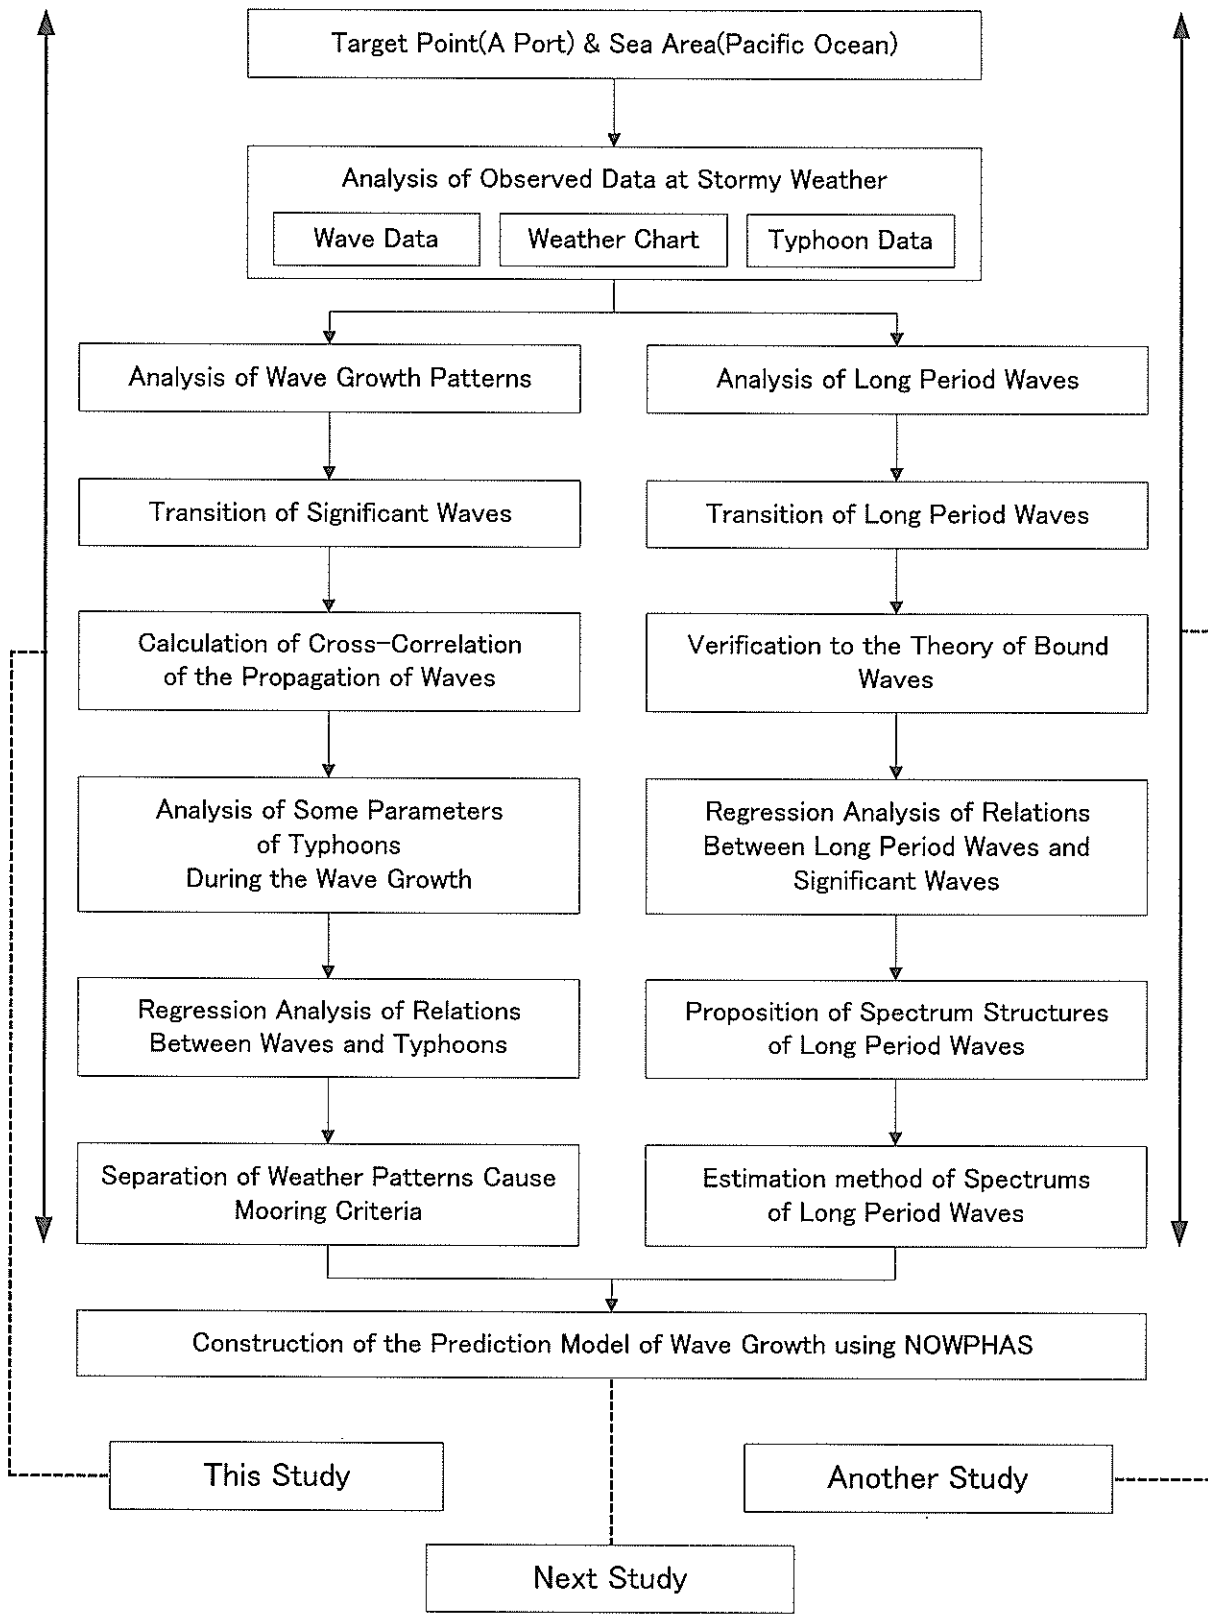 Target Point(A Port) & Sea Area(Pacific Ocean)
Analysis of Observed Data at Stormy Weather
Wave Data
Weather Chart
Typhoon Data
Analysis of Wave Growth Patterns
Transition of Significant Waves
Calculation of Cross-Correlation
of the Propagation of Waves
Analysis of Some Parameters
of Typhoons
During the Wave Growth
Regression Analysis of Relations
Between Waves and Typhoons
Separation of Weather Patterns Cause
Mooring Criteria
Analysis of Long Period Waves
Transition of Long Period Waves
Verification to the Theory of Bound
Waves
Regression Analysis of Relations
Between Long Period Waves and
Significant Waves
Proposition of Spectrum Structures
of Long Period Waves
Estimation method of Spectrums
of Long Period Waves
Construction of the Prediction Model of Wave Growth using NOWPHAS
This Study
Another Study
Next Study